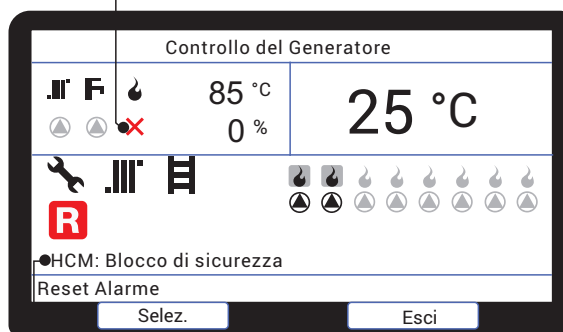 Controllo del Generatore
85 °C
0 %
25 °C
R
HCM: Blocco di sicurezza
Reset Alarme
Selez.
Esci